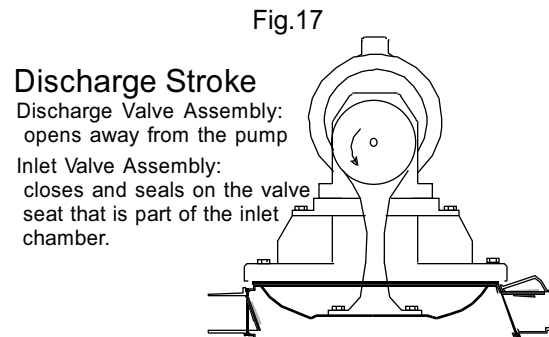 Fig.17
Discharge Stroke
Discharge Valve Assembly:
opens away from the pump
Inlet Valve Assembly:
closes and seals on the valve
seat that is part of the inlet
chamber.